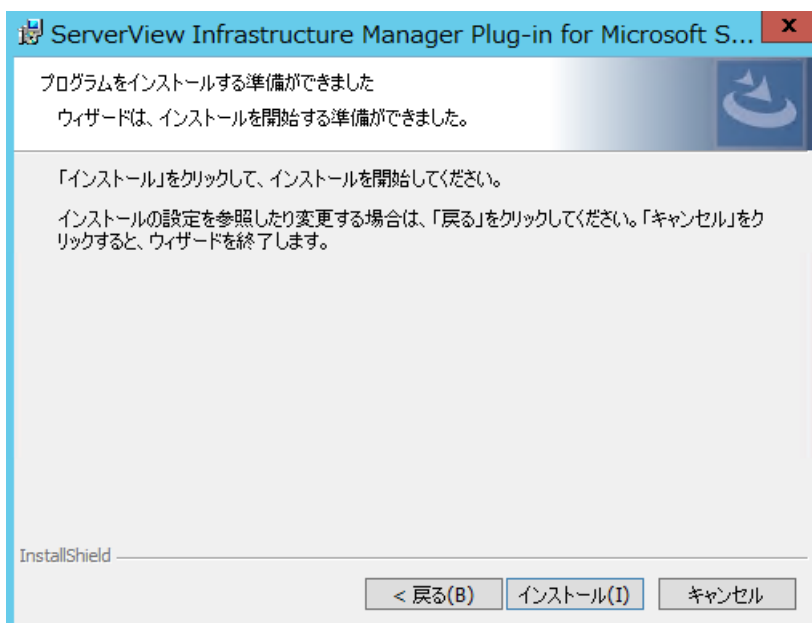 ServerView Infrastructure Manager Plug-in for Microsoft S...
x
プログラムをインストールする準備ができました
ウィザードは、インストールを開始する準備ができました。
「インストール」をクリックして、インストールを開始してください。
インストールの設定を参照したり変更する場合は、「戻る」をクリックしてください。「キャンセル」をク
リックすると、ウィザードを終了します。
InstallShield
< 戻る(B)
インストール(I)
キャンセル